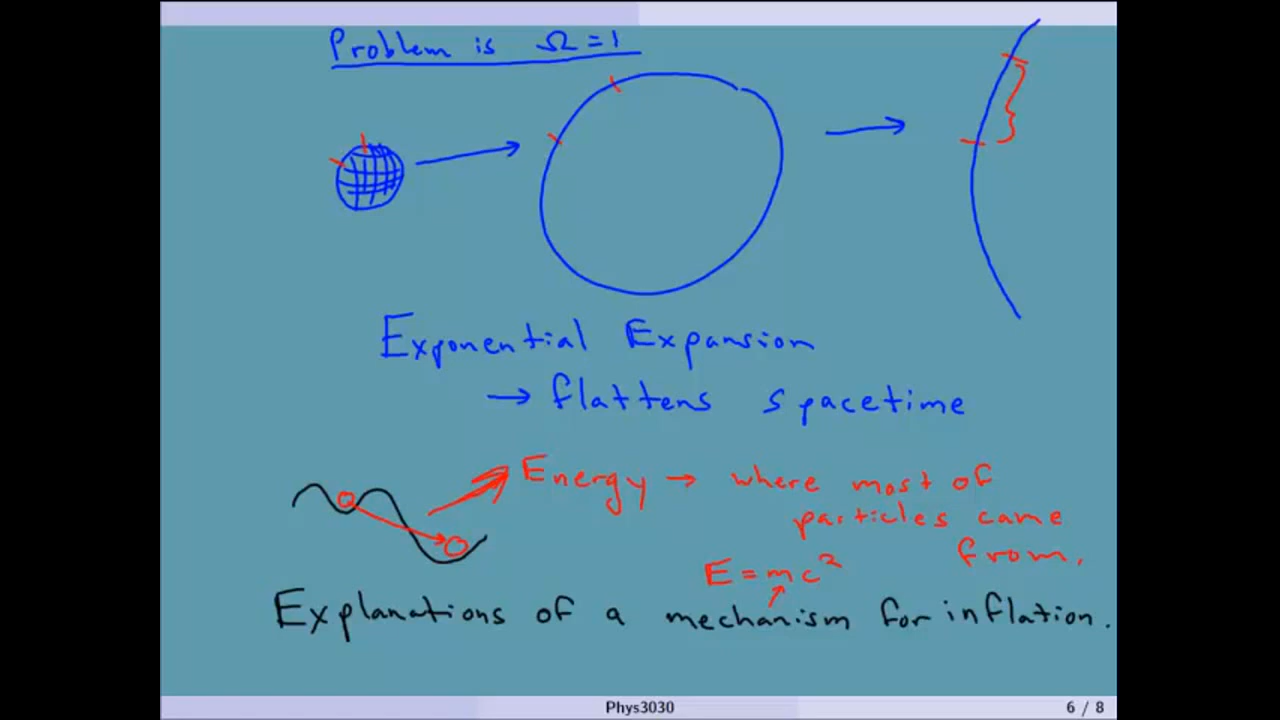 Problem is Ω = 1
Exponential Expansion
→ flattens spacetime
Energy → where most of
particles came
from.
E = mc²
Explanations of a mechanism for inflation.
Phys3030
6 / 8